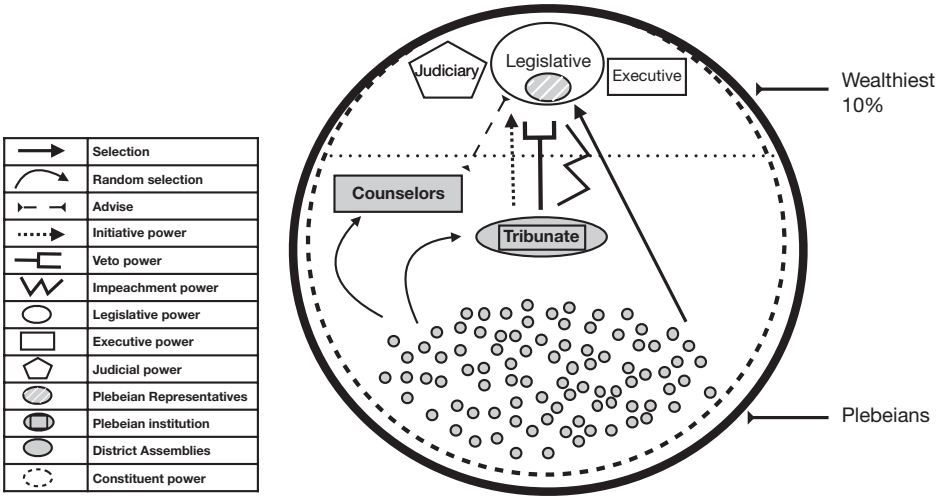 Judiciary
Legislative
Executive
Wealthiest
10%
Counselors
Tribunate
Plebeians
Selection
Random selection
Advise
Initiative power
Veto power
Impeachment power
Legislative power
Executive power
Judicial power
Plebeian Representatives
Plebeian institution
District Assemblies
Constituent power